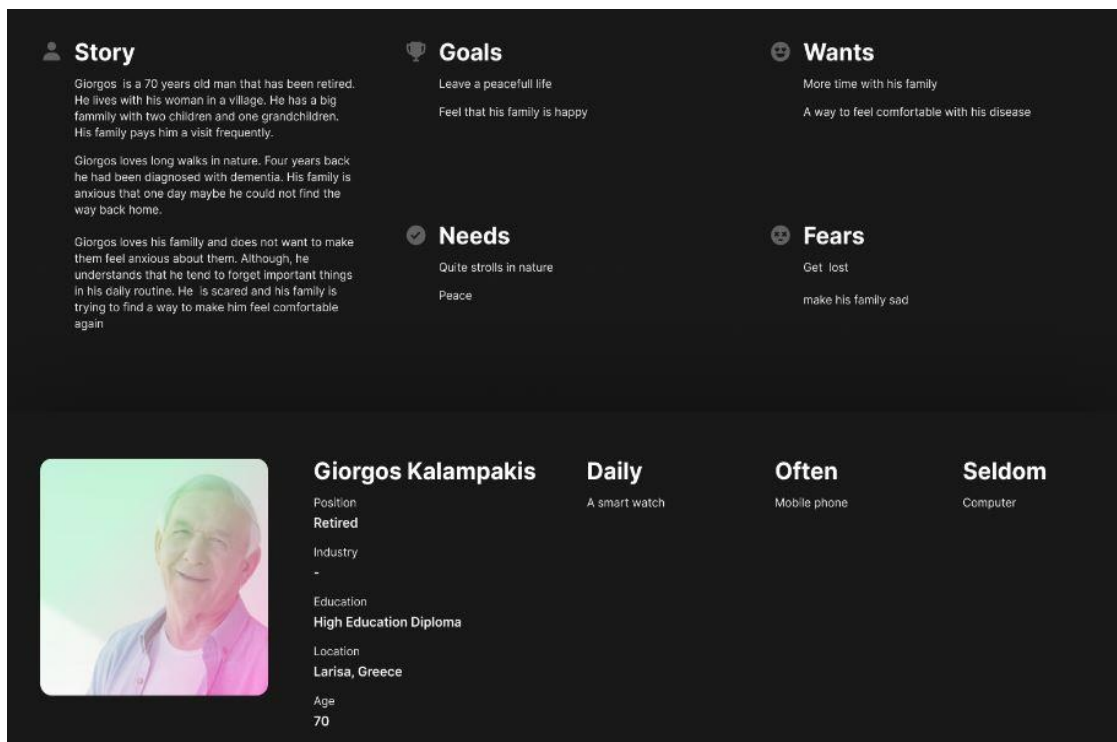 Story
Giorgos  is a 70 years old man that has been retired.
He lives with his woman in a village. He has a big
fammily with two children and one grandchildren.
His family pays him a visit frequently.
Giorgos loves long walks in nature. Four years back
he had been diagnosed with dementia. His family is
anxious that one day maybe he could not find the
way back home.
Giorgos loves his familly and does not want to make
them feel anxious about them. Although, he
understands that he tend to forget important things
in his daily routine. He  is scared and his family is
trying to find a way to make him feel comfortable
again
Goals
Leave a peacefull life
Feel that his family is happy
Wants
More time with his family
A way to feel comfortable with his disease
Needs
Quite strolls in nature
Peace
Fears
Get  lost
make his family sad
Giorgos Kalampakis
Position
Retired
Industry
-
Education
High Education Diploma
Location
Larisa, Greece
Age
70
Daily
A smart watch
Often
Mobile phone
Seldom
Computer